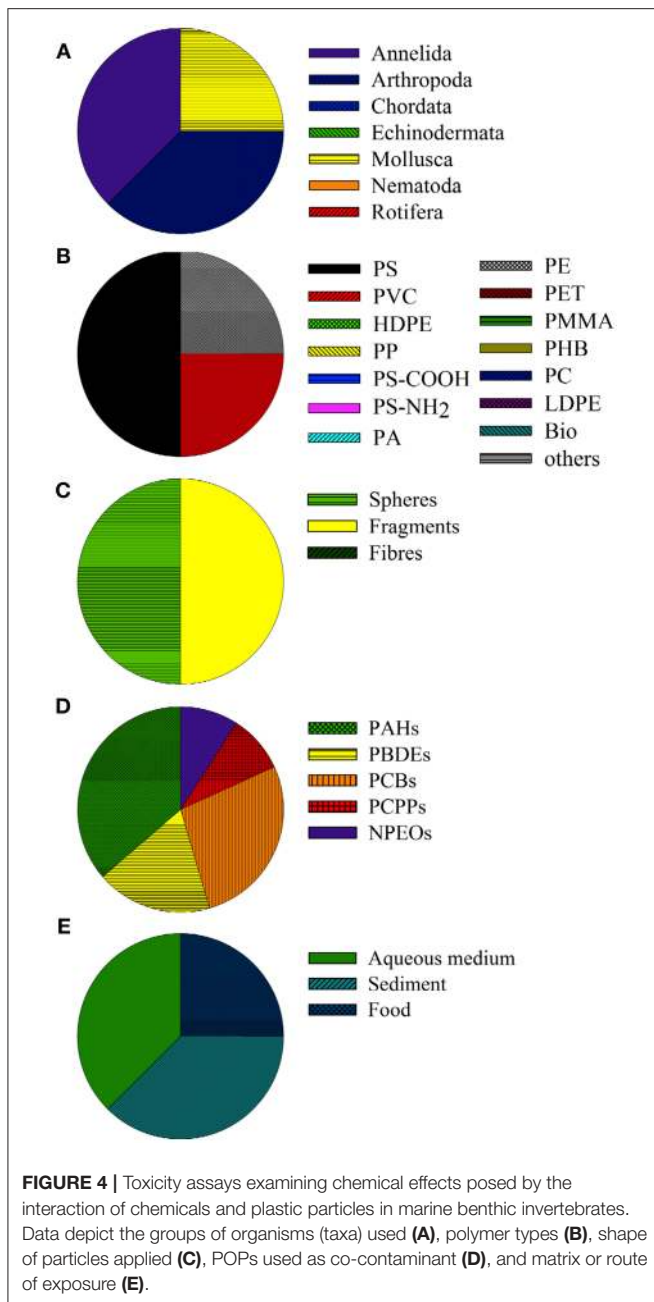 A
Annelida
Arthropoda
Chordata
Echinodermata
Mollusca
Nematoda
Rotifera
B
PS
PVC
HDPE
PP
PS-COOH
PS-NH2
PA
PE
PET
PMMA
PHB
PC
LDPE
Bio
others
C
Spheres
Fragments
Fibres
D
PAHs
PBDEs
PCBs
PCPPs
NPEOs
E
Aqueous medium
Sediment
Food
FIGURE 4 | Toxicity assays examining chemical effects posed by the
interaction of chemicals and plastic particles in marine benthic invertebrates.
Data depict the groups of organisms (taxa) used (A), polymer types (B), shape
of particles applied (C), POPs used as co-contaminant (D), and matrix or route
of exposure (E).